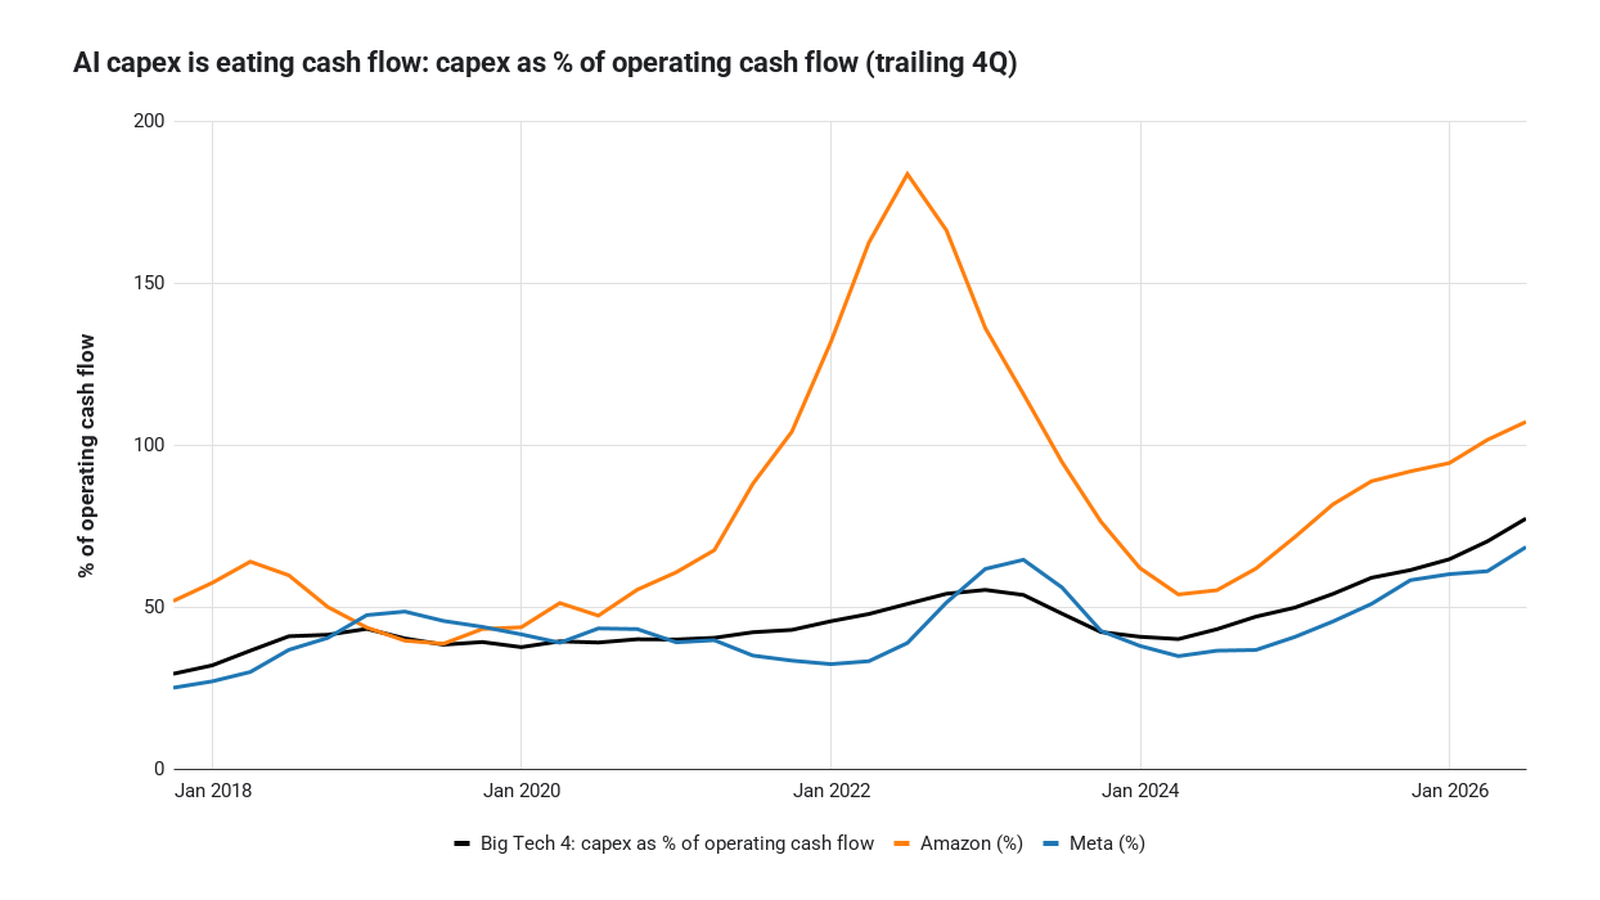 AI capex is eating cash flow: capex as % of operating cash flow (trailing 4Q)
% of operating cash flow
200
150
100
50
0
Jan 2018
Jan 2020
Jan 2022
Jan 2024
Jan 2026
Big Tech 4: capex as % of operating cash flow
Amazon (%)
Meta (%)